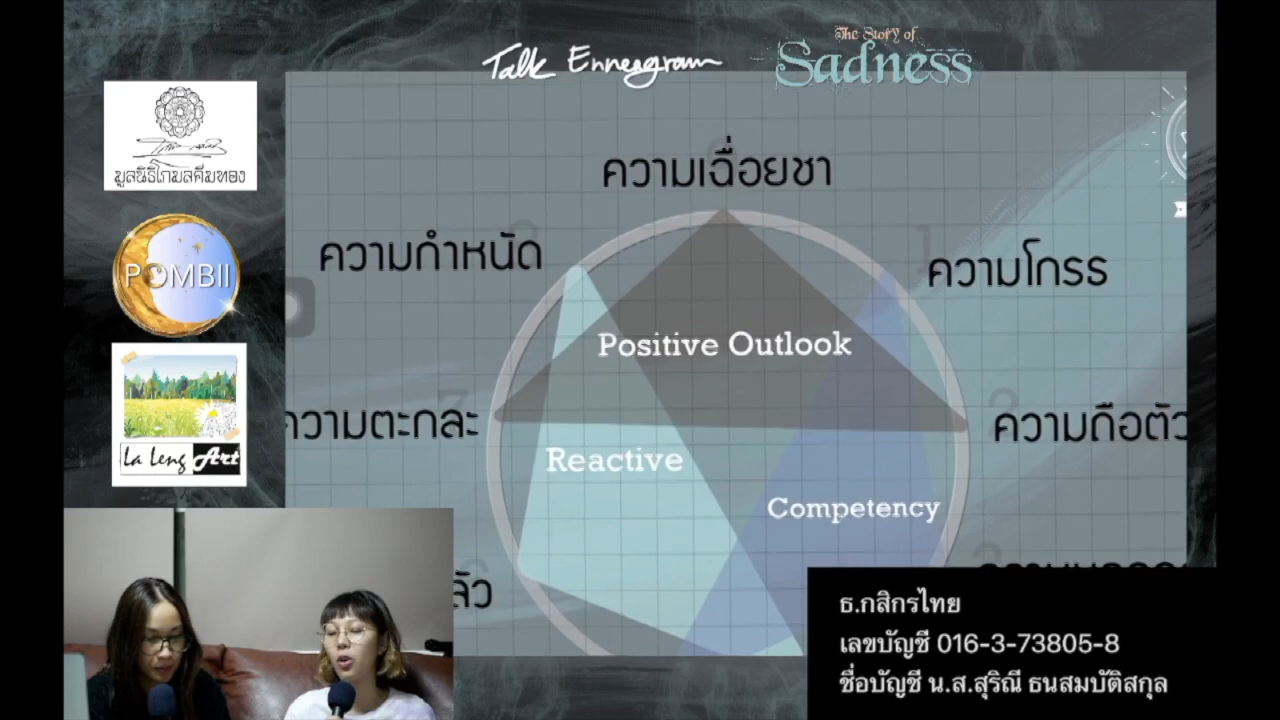 Talk Enneagram
The Story of
Sadness
มูลนิธิโกมลคีมทอง
POMBII
La Leng Art
ความเฉื่อยชา
ความกำหนัด
ความโกรธ
Positive Outlook
ความตะกละ
ความถือตัว
Reactive
Competency
ธ.กสิกรไทย
เลขบัญชี 016-3-73805-8
ชื่อบัญชี น.ส.สุริณี ธนสมบัติสกุล